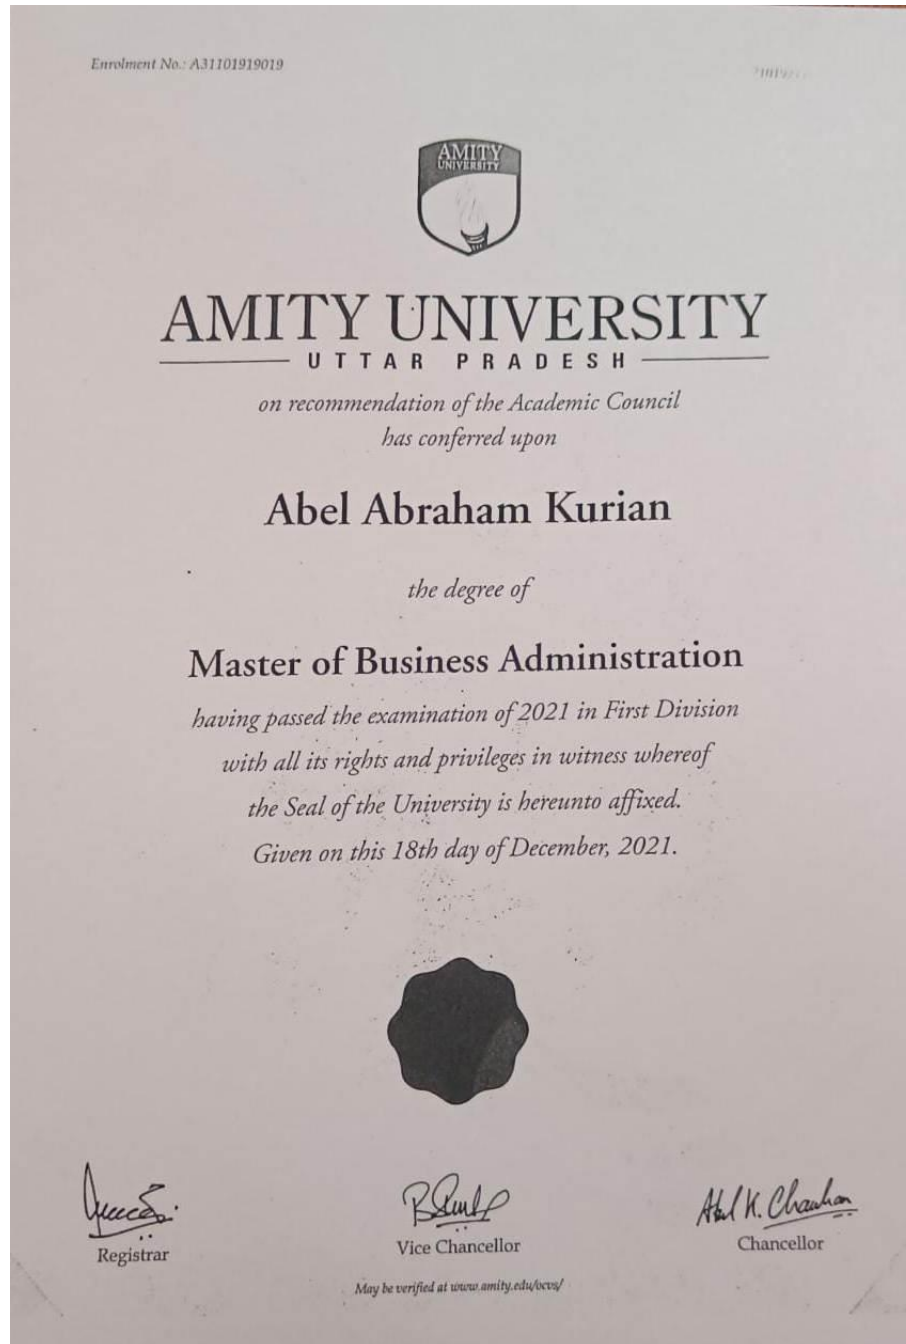 Enrolment No.: A31101919019
AMITY
UNIVERSITY
AMITY UNIVERSITY
UTTAR PRADESH
on recommendation of the Academic Council
has conferred upon
Abel Abraham Kurian
the degree of
Master of Business Administration
having passed the examination of 2021 in First Division
with all its rights and privileges in witness whereof
the Seal of the University is hereunto affixed.
Given on this 18th day of December, 2021.
K. Chauhan
Registrar
Vice Chancellor
Chancellor
May be verified at www.amity.edu/ocvs/